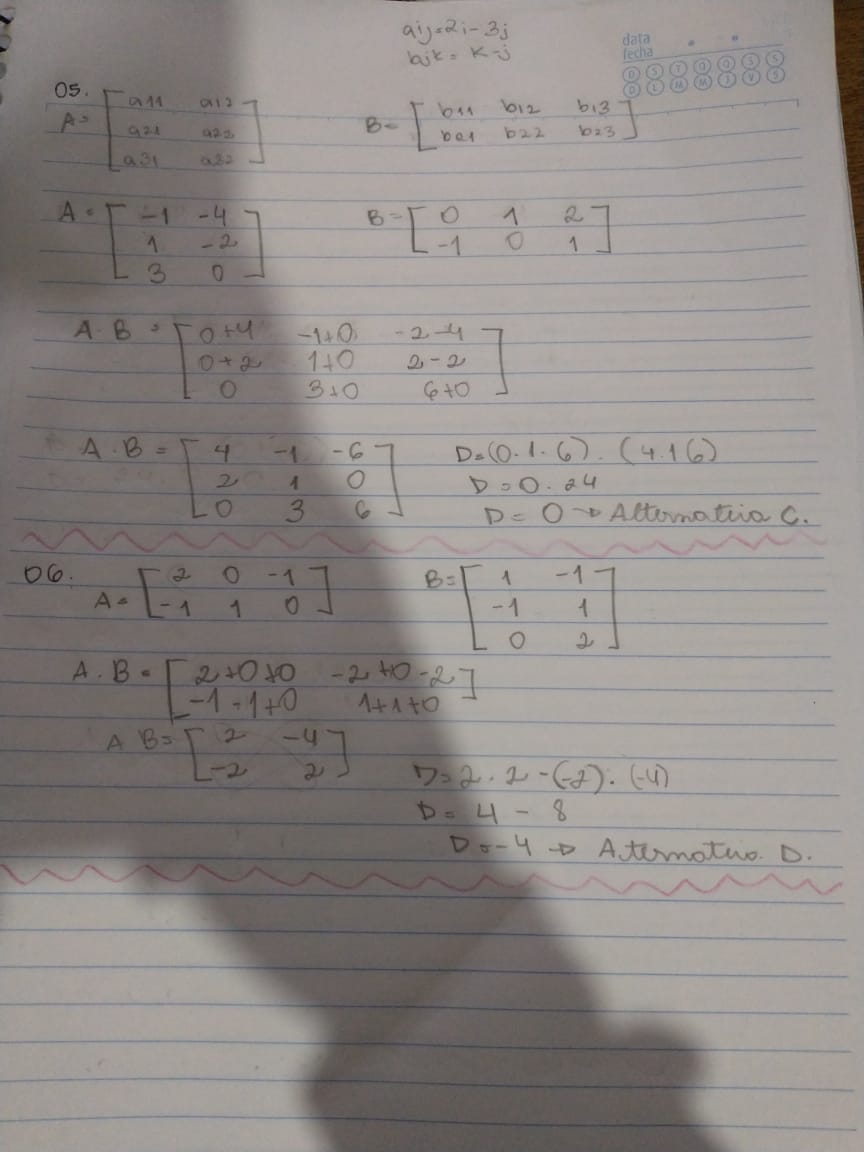 aij=2i-3j
bjk = k-j
data
fecha
D S T Q Q S S
D L M M J V S
05.
A= [ a11 a12
a21 a22
a31 a32 ]
B= [ b11 b12 b13
b21 b22 b23 ]
A = [ -1 -4
1 -2
3 0 ]
B = [ 0 1 2
-1 0 1 ]
A . B = [ 0+4 -1+0 -2-4
0+2 1+0 2-2
0 3+0 6+0 ]
A . B = [ 4 -1 -6
2 1 0
0 3 6 ]
D=(0.1.6) . (4.16)
D = 0 . 24
D = 0 → Alternativa C.
06.
A= [ 2 0 -1
-1 1 0 ]
B= [ 1 -1
-1 1
0 2 ]
A . B = [ 2+0+0 -2+0-2
-1-1+0 1+1+0 ]
A B= [ 2 -4
-2 2 ]
D= 2 . 2 -(-2) . (-4)
D = 4 - 8
D = -4 → Aternativa. D.